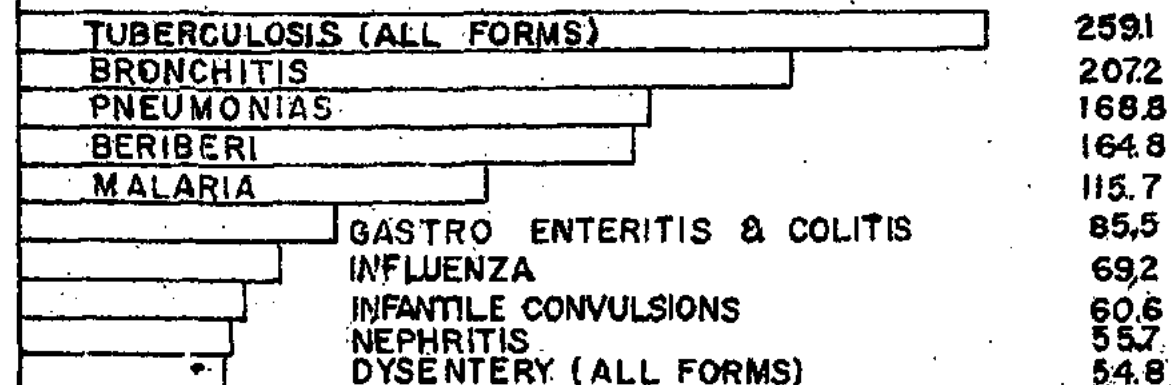 TUBERCULOSIS (ALL FORMS) 259.1
BRONCHITIS 207.2
PNEUMONIAS 168.8
BERIBERI 164.8
MALARIA 115.7
GASTRO ENTERITIS & COLITIS 85.5
INFLUENZA 69.2
INFANTILE CONVULSIONS 60.6
NEPHRITIS 55.7
DYSENTERY (ALL FORMS) 54.8